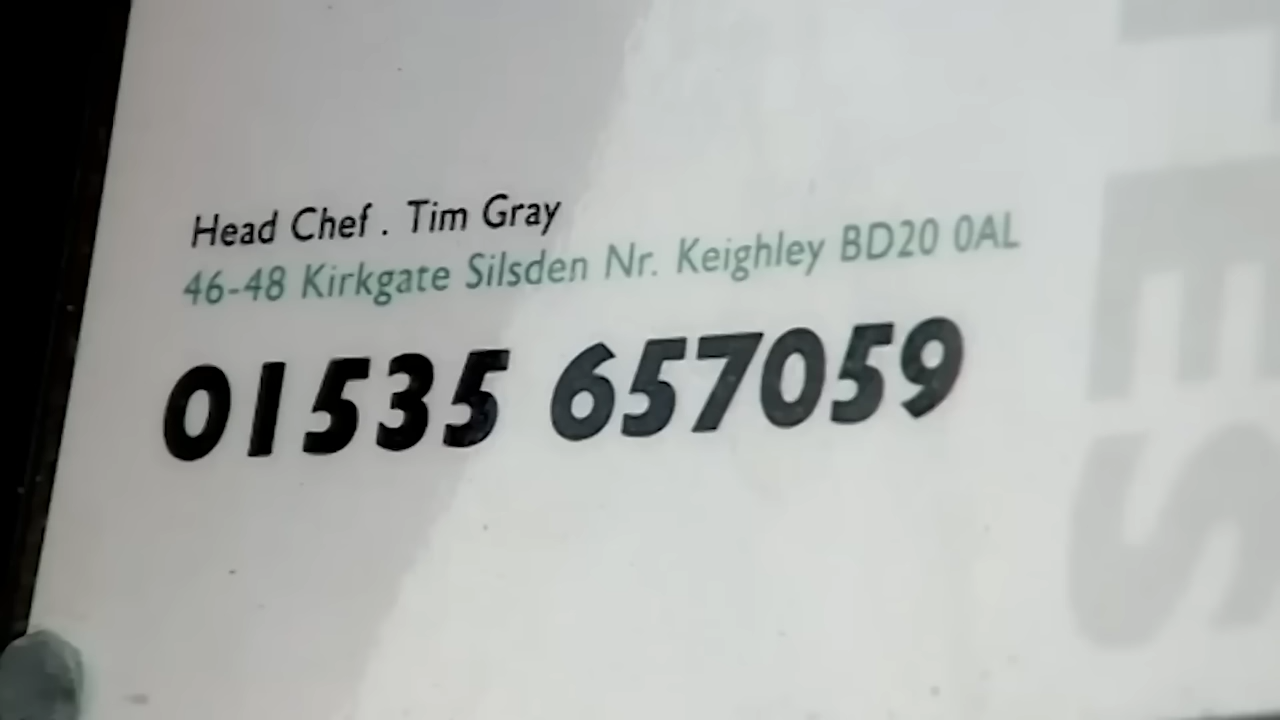 Head Chef . Tim Gray
46-48 Kirkgate Silsden Nr. Keighley BD20 0AL
01535 657059